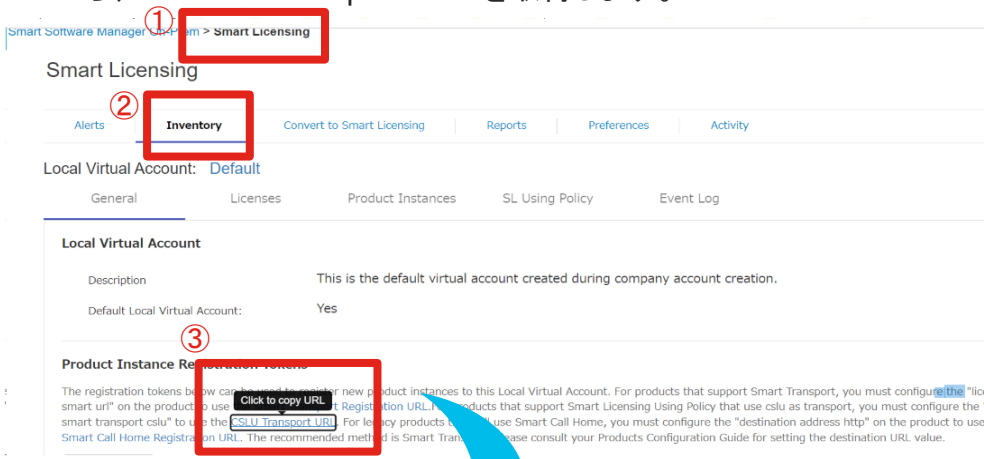 ①
Smart Software Manager On-Prem > Smart Licensing
Smart Licensing
②
Alerts Inventory Convert to Smart Licensing Reports Preferences Activity
Local Virtual Account: Default
General Licenses Product Instances SL Using Policy Event Log
Local Virtual Account
Description This is the default virtual account created during company account creation.
Default Local Virtual Account: Yes
③
Product Instance Registration Tokens
The registration tokens below can be used to register new product instances to this Local Virtual Account. For products that support Smart Transport, you must configure the "lice
smart url" on the product to use Click to copy URL rt Registration URL. For products that support Smart Licensing Using Policy that use cslu as transport, you must configure the
smart transport cslu" to use the CSLU Transport URL. For legacy products use Smart Call Home, you must configure the "destination address http" on the product to use
Smart Call Home Registration URL. The recommended method is Smart Tran ease consult your Products Configuration Guide for setting the destination URL value.